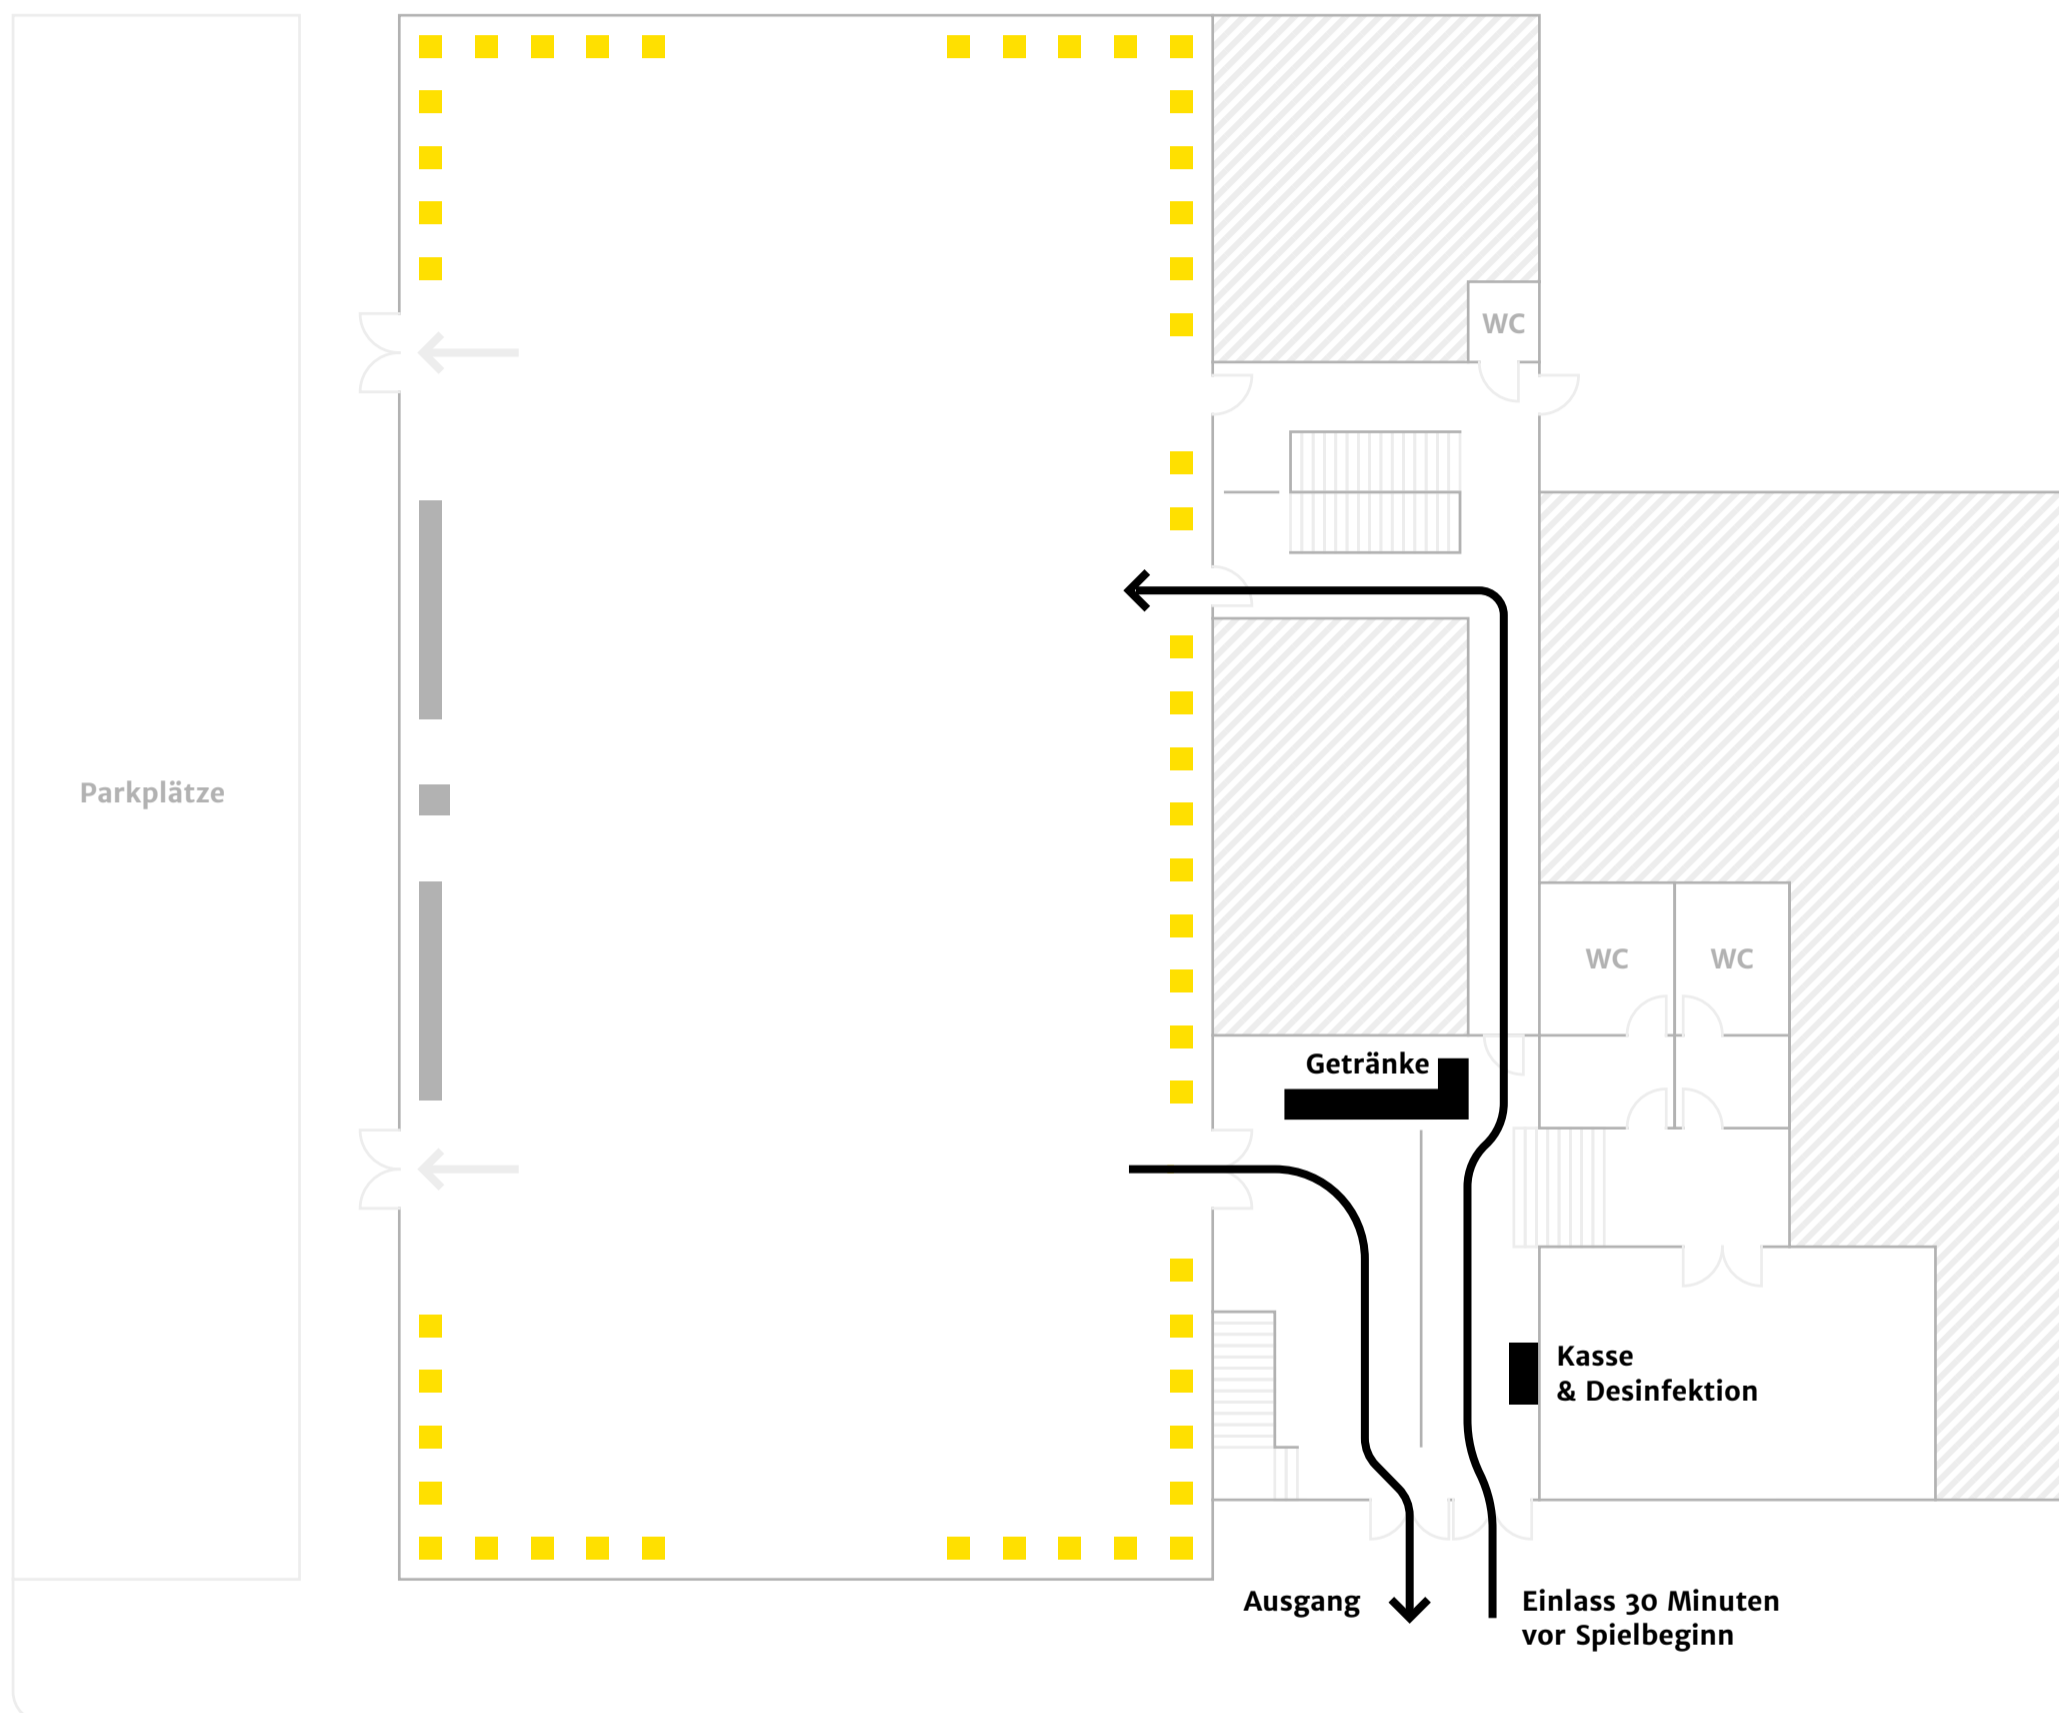 WC
Parkplätze
WC
WC
Getränke
Kasse
& Desinfektion
Ausgang
Einlass 30 Minuten
vor Spielbeginn